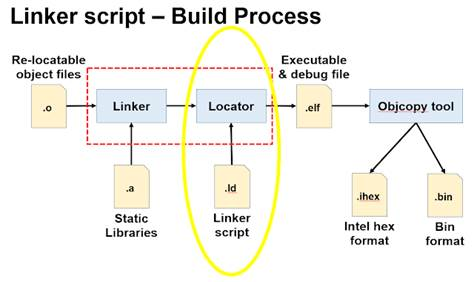 Linker script – Build Process
Re-locatable
object files
Executable
& debug file
.o
Linker
Locator
.elf
Objcopy tool
.a
.ld
.ihex
.bin
Static
Libraries
Linker
script
Intel hex
format
Bin
format